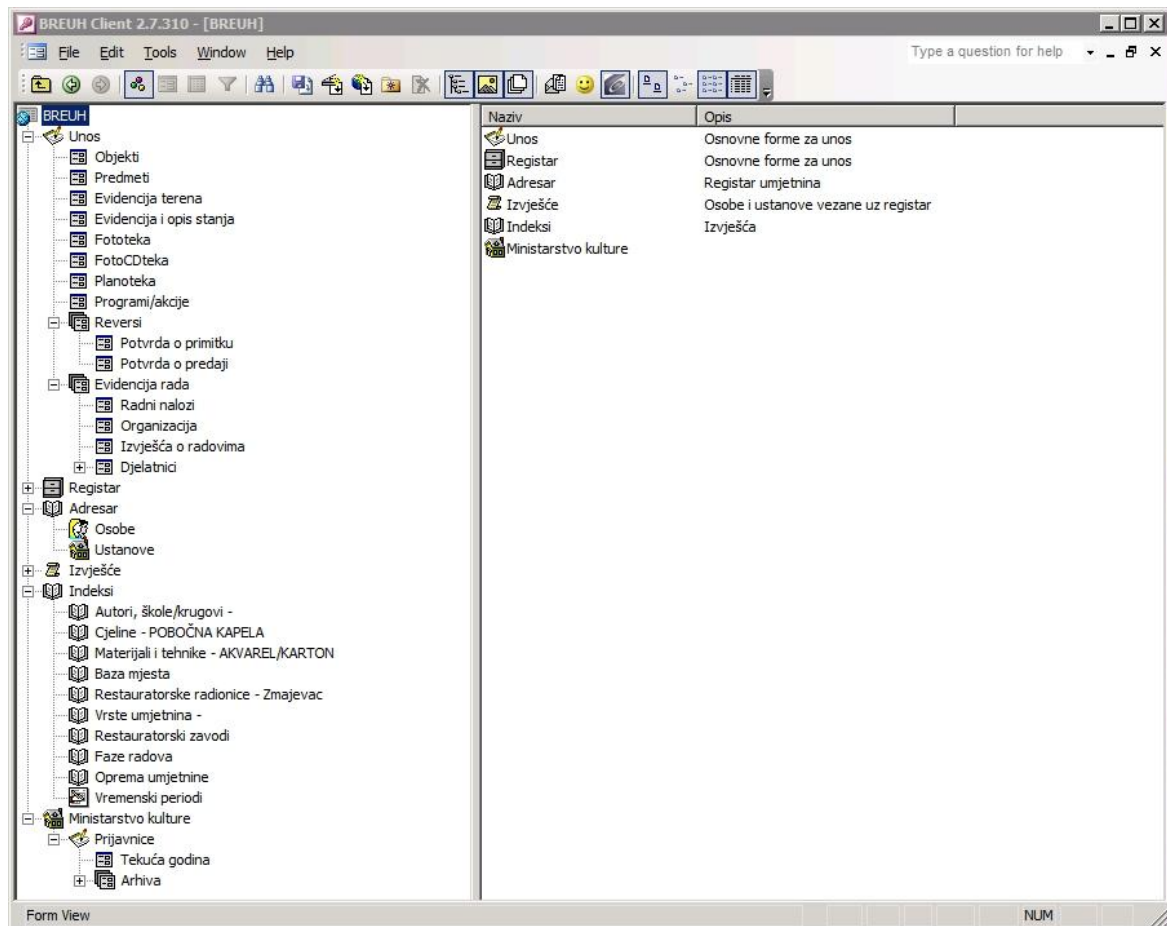 BREUH Client 2.7.310 - [BREUH]
File Edit Tools Window Help Type a question for help
BREUH
Unos
Objekti
Predmeti
Evidencija terena
Evidencija i opis stanja
Fototeka
FotoCDteka
Planoteka
Programi/akcije
Reversi
Potvrda o primitku
Potvrda o predaji
Evidencija rada
Radni nalozi
Organizacija
Izvješća o radovima
Djelatnici
Registar
Adresar
Osobe
Ustanove
Izvješće
Indeksi
Autori, škole/krugovi -
Cjeline - POBOČNA KAPELA
Materijali i tehnike - AKVAREL/KARTON
Baza mjesta
Restauratorske radionice - Zmajevac
Vrste umjetnina -
Restauratorski zavodi
Faze radova
Oprema umjetnine
Vremenski periodi
Ministarstvo kulture
Prijavnice
Tekuća godina
Arhiva
Naziv Opis
Unos Osnovne forme za unos
Registar Osnovne forme za unos
Adresar Registar umjetnina
Izvješće Osobe i ustanove vezane uz registar
Indeksi Izvješća
Ministarstvo kulture
Form View NUM